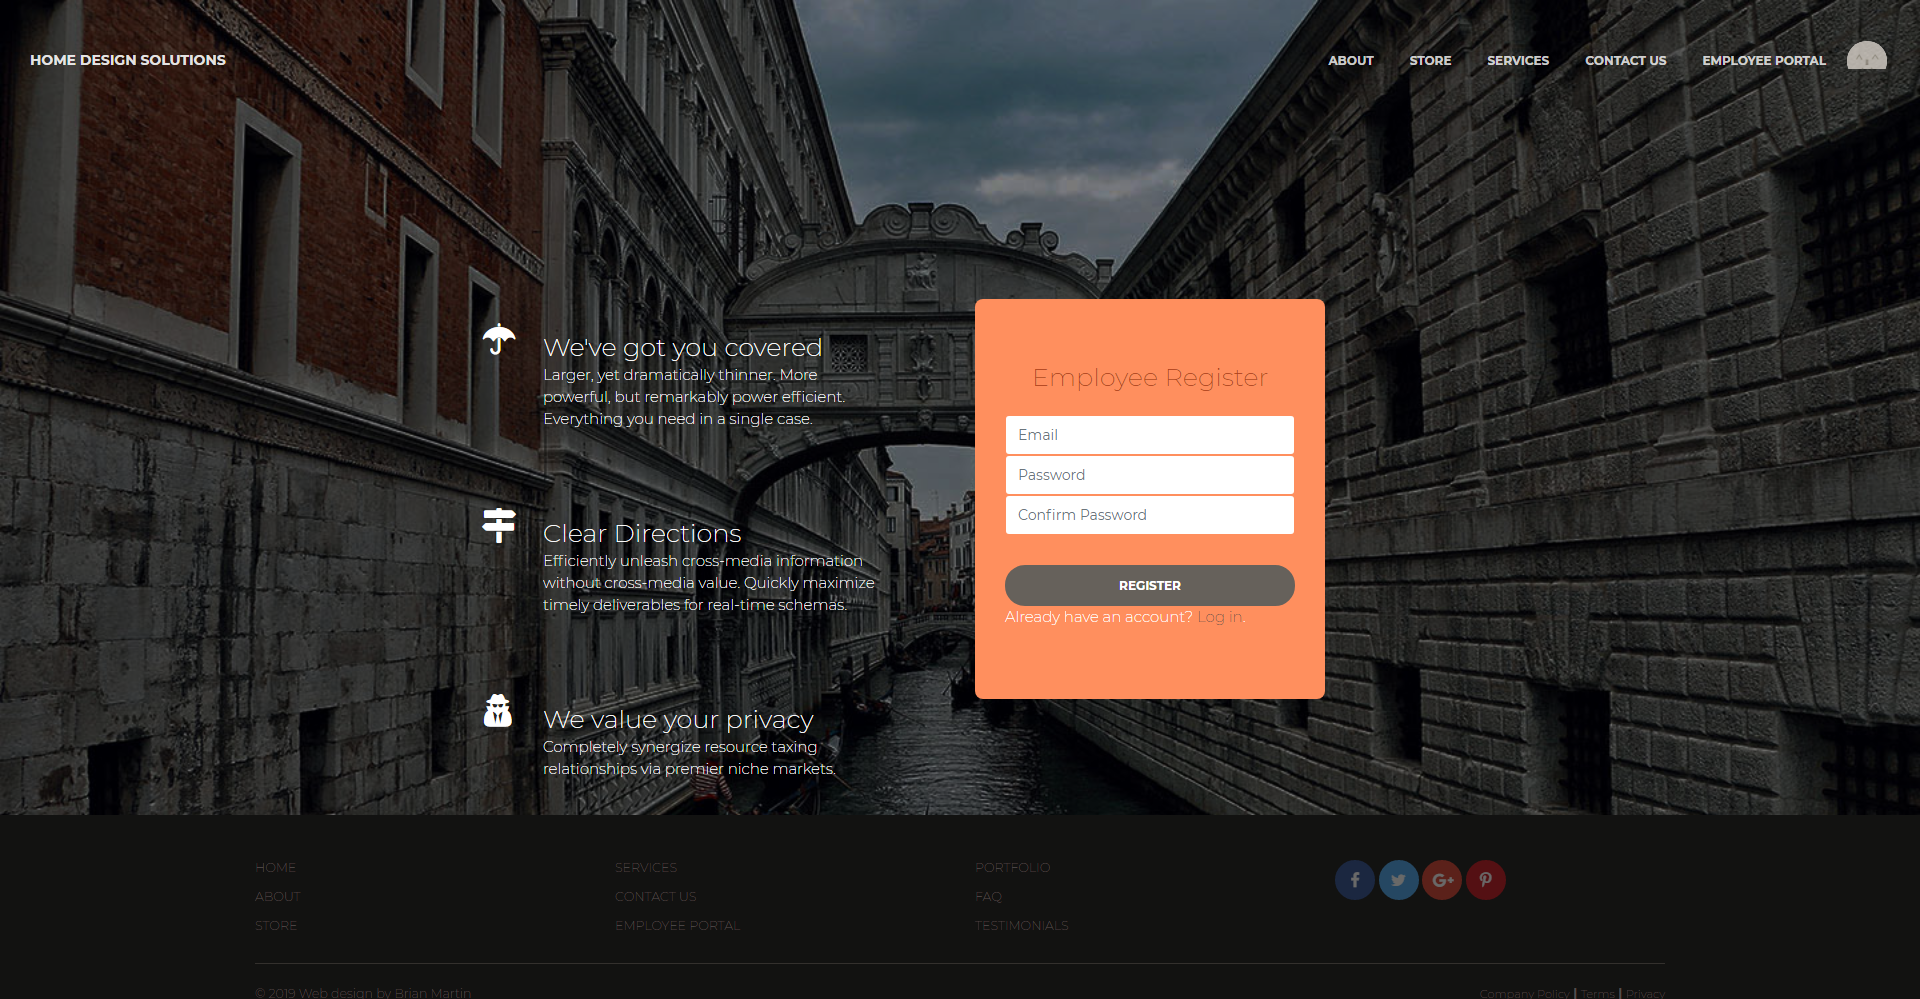 HOME DESIGN SOLUTIONS
ABOUT
STORE
SERVICES
CONTACT US
EMPLOYEE PORTAL
We've got you covered
Larger, yet dramatically thinner. More
powerful, but remarkably power efficient.
Everything you need in a single case.
Clear Directions
Efficiently unleash cross-media information
without cross-media value. Quickly maximize
timely deliverables for real-time schemas.
We value your privacy
Completely synergize resource taxing
relationships via premier niche markets.
Employee Register
Email
Password
Confirm Password
REGISTER
Already have an account? Log in.
HOME
ABOUT
STORE
SERVICES
CONTACT US
EMPLOYEE PORTAL
PORTFOLIO
FAQ
TESTIMONIALS
© 2019 Web design by Brian Martin
Company Policy | Terms | Privacy